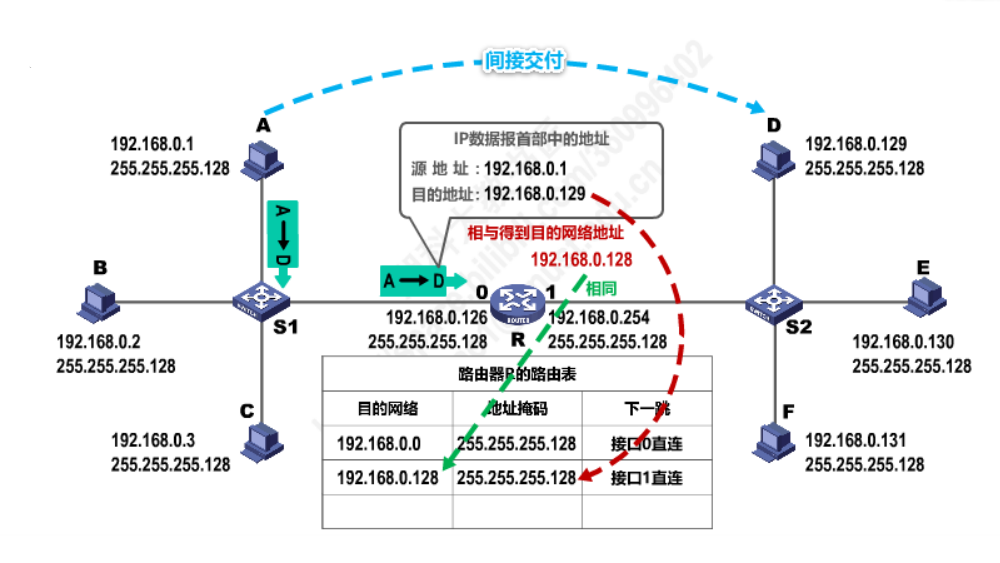 间接交付
A
192.168.0.1
255.255.255.128
D
192.168.0.129
255.255.255.128
IP数据报首部中的地址
源 地 址：192.168.0.1
目的地址：192.168.0.129
A D
相与得到目的网络地址
192.168.0.128
相同
A D
B
192.168.0.2
255.255.255.128
S1
0
192.168.0.126
255.255.255.128
R
ROUTER
1
192.168.0.254
255.255.255.128
S2
E
192.168.0.130
255.255.255.128
C
192.168.0.3
255.255.255.128
F
192.168.0.131
255.255.255.128
路由器R的路由表
目的网络 地址掩码 下一跳
192.168.0.0 255.255.255.128 接口0直连
192.168.0.128 255.255.255.128 接口1直连